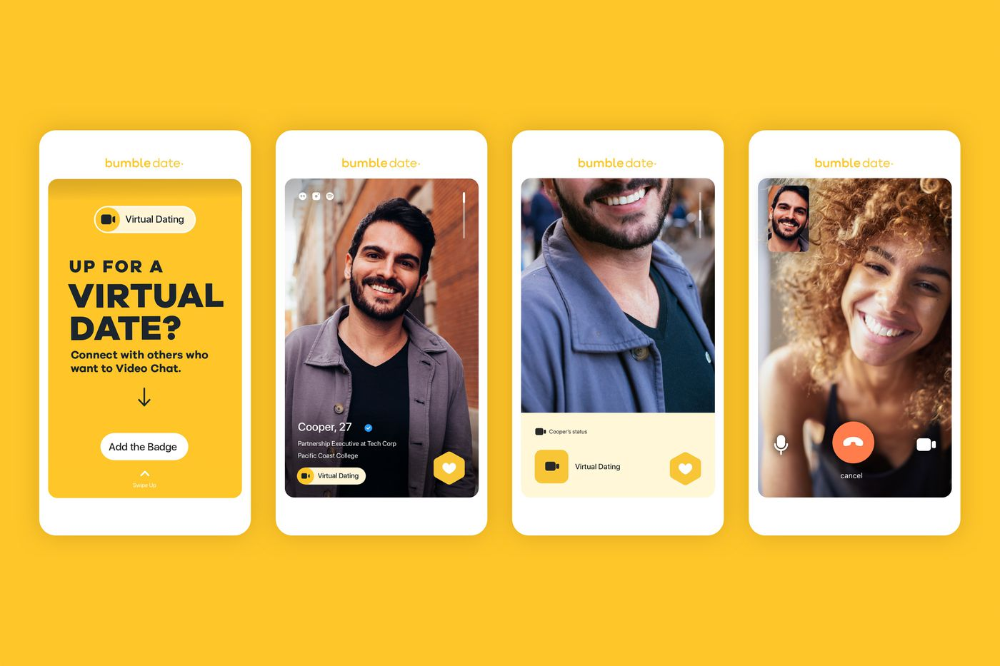 bumble date
Virtual Dating
UP FOR A
VIRTUAL
DATE?
Connect with others who
want to Video Chat.
Add the Badge
Swipe Up
bumble date
Cooper, 27
Partnership Executive at Tech Corp
Pacific Coast College
Virtual Dating
bumble date
Cooper's status
Virtual Dating
bumble date
cancel